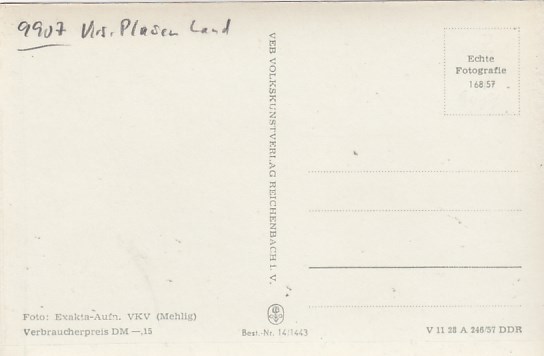 9907 Krs. Plauen Land
VEB VOLKSKUNSTVERLAG REICHENBACH I. V.
Echte
Fotografie
168/57
Foto: Exakta-Aufn. VKV (Mehlig)
Verbraucherpreis DM —,15
Best.-Nr. 14/1443
V 11 28 A 246/57 DDR